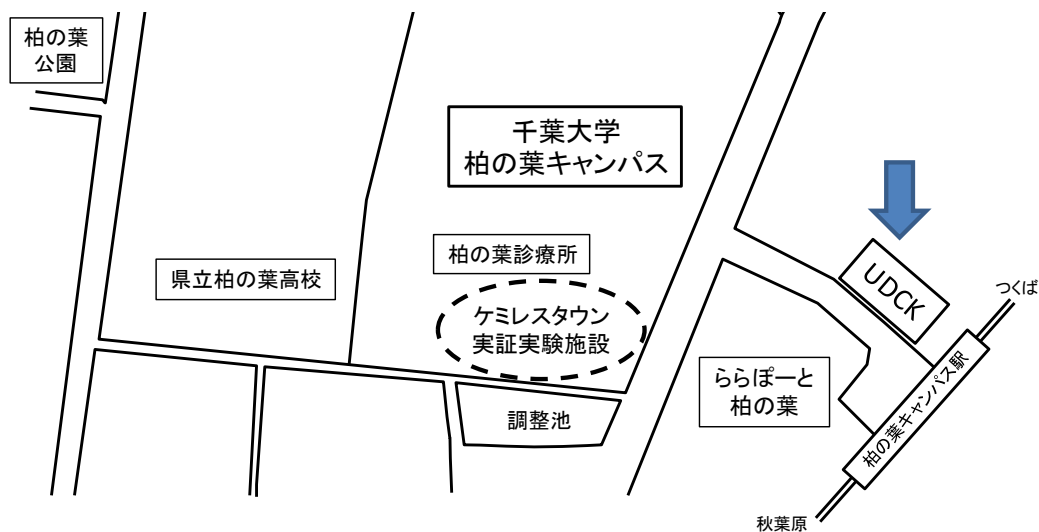 柏の葉
公園
千葉大学
柏の葉キャンパス
柏の葉診療所
県立柏の葉高校
ケミレスタウン
実証実験施設
調整池
UDCK
つくば
ららぽーと
柏の葉
柏の葉キャンパス駅
秋葉原